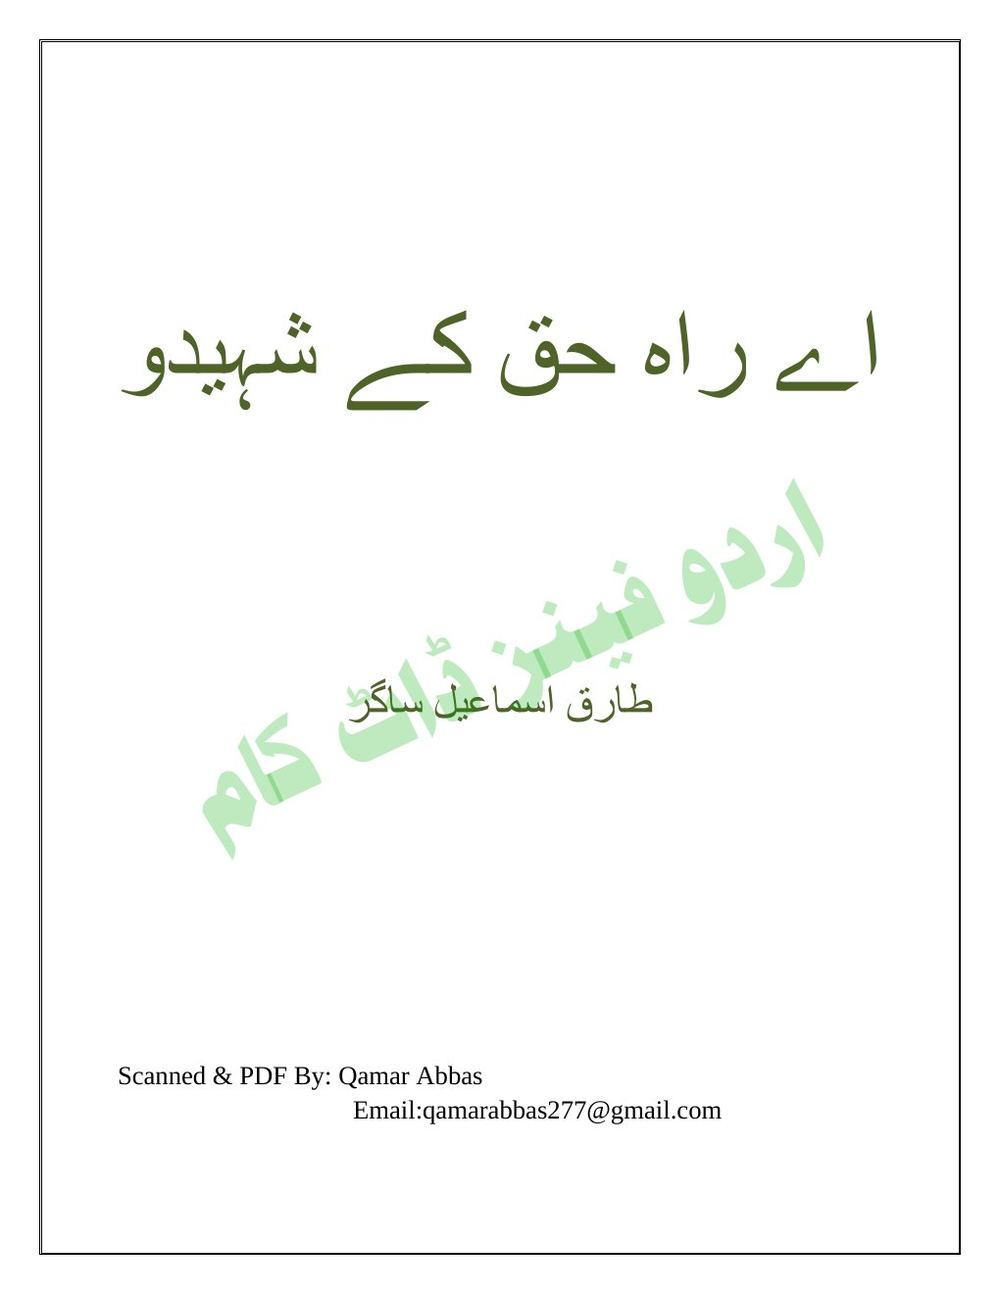 اے راہ حق کے شہیدو
اردو فینز ڈاٹ کام
طارق اسماعیل ساگر
Scanned & PDF By: Qamar Abbas
Email:qamarabbas277@gmail.com